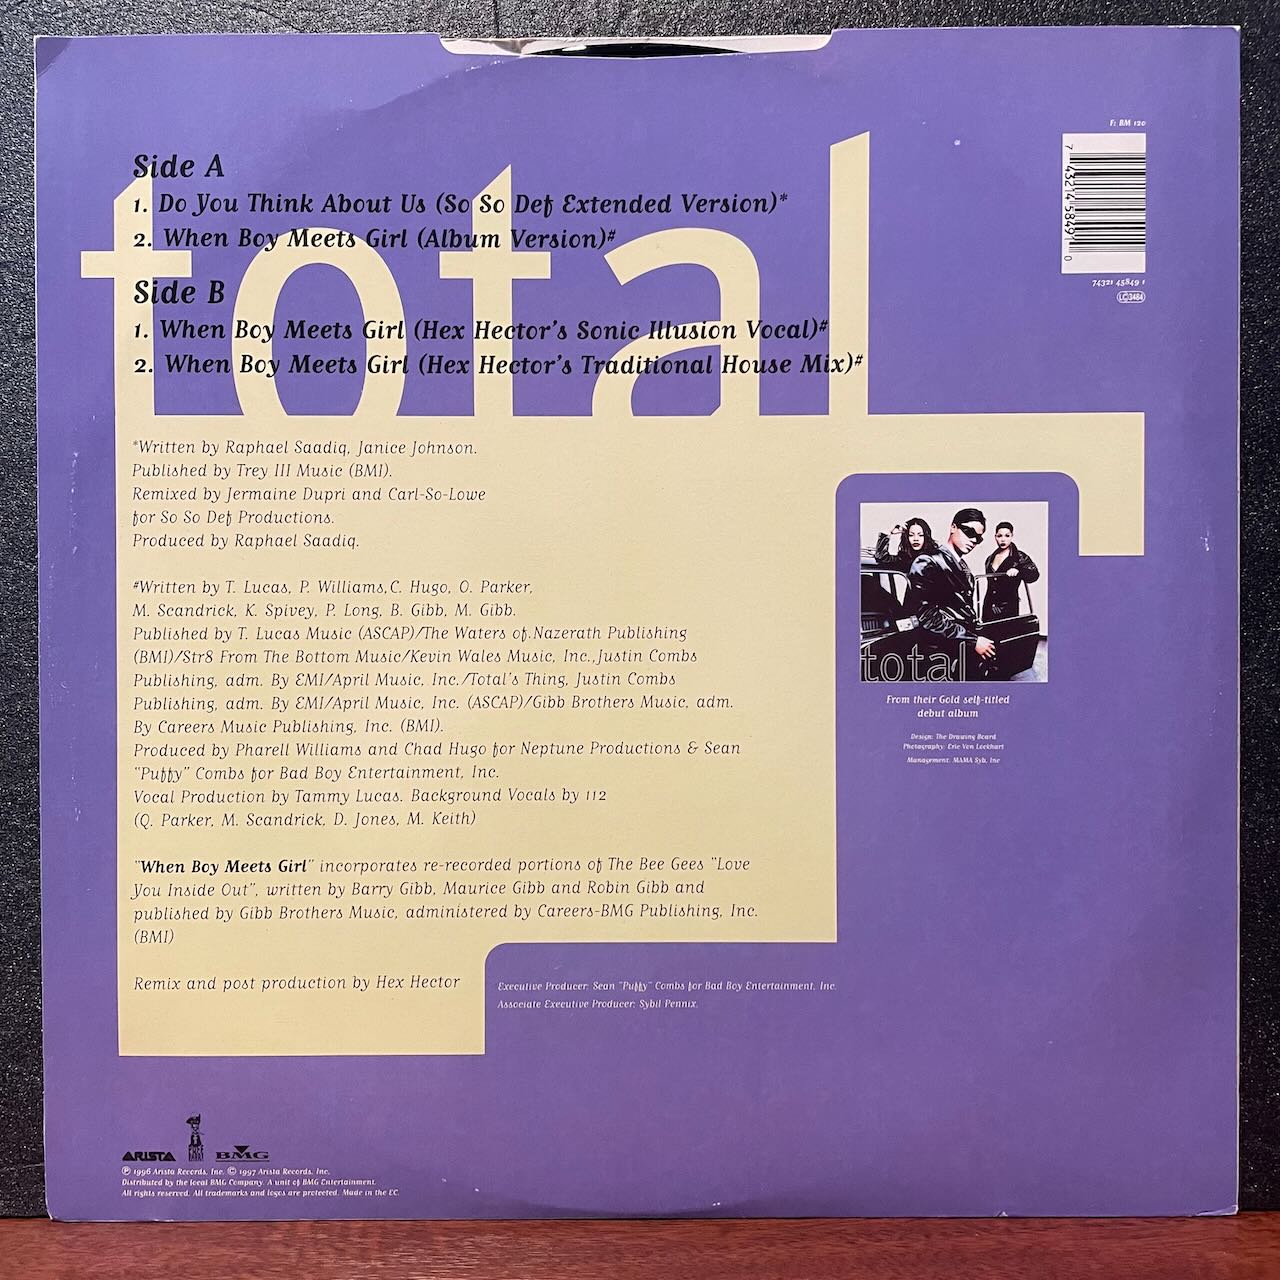 F: BM 120
7 43214 58491 0
74321 45849 1
LC 3484
total
Side A
1. Do You Think About Us (So So Def Extended Version)*
2. When Boy Meets Girl (Album Version)#
Side B
1. When Boy Meets Girl (Hex Hector's Sonic Illusion Vocal)#
2. When Boy Meets Girl (Hex Hector's Traditional House Mix)#
*Written by Raphael Saadiq, Janice Johnson.
Published by Trey III Music (BMI).
Remixed by Jermaine Dupri and Carl-So-Lowe
for So So Def Productions.
Produced by Raphael Saadiq.
#Written by T. Lucas, P. Williams,C. Hugo, O. Parker,
M. Scandrick, K. Spivey, P. Long, B. Gibb, M. Gibb.
Published by T. Lucas Music (ASCAP)/The Waters of.Nazerath Publishing
(BMI)/Str8 From The Bottom Music/Kevin Wales Music, Inc.,Justin Combs
Publishing, adm. By EMI/April Music, Inc./Total's Thing, Justin Combs
Publishing, adm. By EMI/April Music, Inc. (ASCAP)/Gibb Brothers Music, adm.
By Careers Music Publishing, Inc. (BMI).
Produced by Pharell Williams and Chad Hugo for Neptune Productions & Sean
"Puffy" Combs for Bad Boy Entertainment, Inc.
Vocal Production by Tammy Lucas. Background Vocals by 112
(Q. Parker, M. Scandrick, D. Jones, M. Keith)
"When Boy Meets Girl" incorporates re-recorded portions of The Bee Gees "Love
You Inside Out", written by Barry Gibb, Maurice Gibb and Robin Gibb and
published by Gibb Brothers Music, administered by Careers-BMG Publishing, Inc.
(BMI)
Remix and post production by Hex Hector
total
From their Gold self-titled
debut album
Design: The Drawing Board
Photography: Eric Von Lockhart
Management: MAMA Syb, Inc
Executive Producer: Sean "Puffy" Combs for Bad Boy Entertainment, Inc.
Associate Executive Producer: Sybil Pennix.
ARISTA
BMG
℗ 1996 Arista Records, Inc. © 1997 Arista Records, Inc.
Distributed by the local BMG Company. A unit of BMG Entertainment.
All rights reserved. All trademarks and logos are protected. Made in the EC.